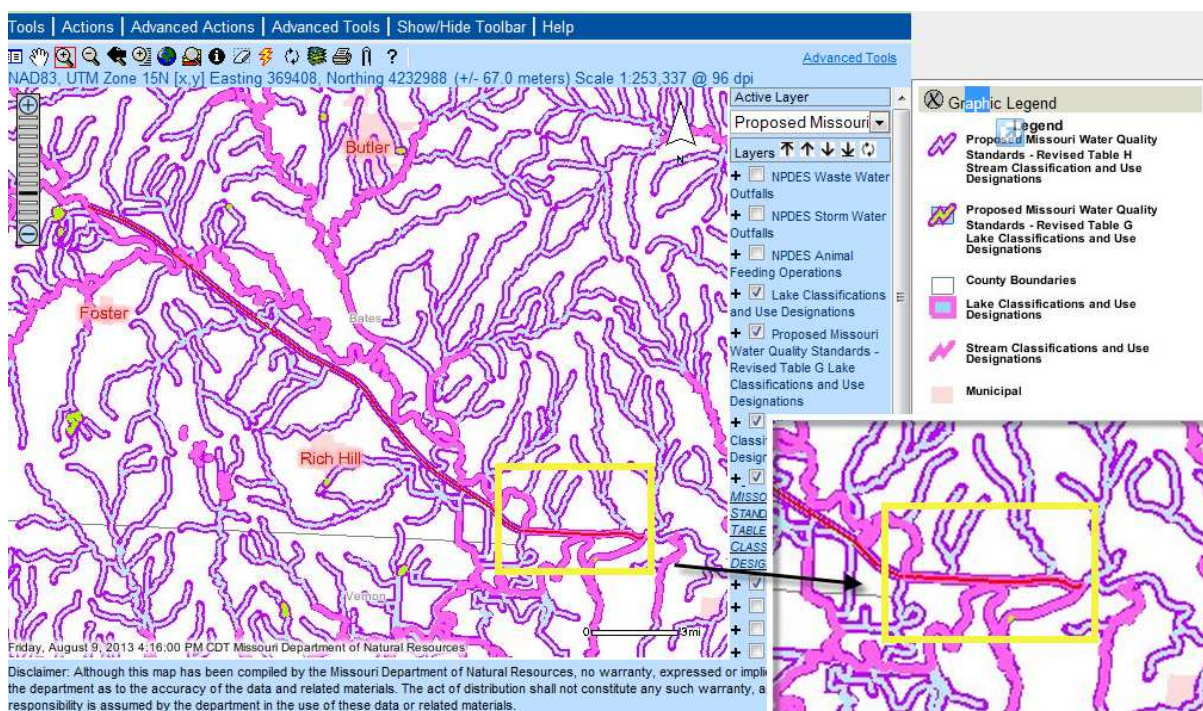 Tools | Actions | Advanced Actions | Advanced Tools | Show/Hide Toolbar | Help
Advanced Tools
NAD83, UTM Zone 15N [x,y] Easting 369408, Northing 4232988 (+/- 67.0 meters) Scale 1:253,337 @ 96 dpi
Butler
N
Foster
Bates
Rich Hill
Vernon
0 3mi
Friday, August 9, 2013 4:16:00 PM CDT Missouri Department of Natural Resources
Active Layer
Proposed Missouri
Layers
NPDES Waste Water
Outfalls
NPDES Storm Water
Outfalls
NPDES Animal
Feeding Operations
Lake Classifications
and Use Designations
Proposed Missouri
Water Quality Standards -
Revised Table G Lake
Classifications and Use
Designations
Classi
Design
MISSO
STAND
TABLE
CLASS
DESIG
Graphic Legend
Legend
Proposed Missouri Water Quality
Standards - Revised Table H
Stream Classification and Use
Designations
Proposed Missouri Water Quality
Standards - Revised Table G
Lake Classifications and Use
Designations
County Boundaries
Lake Classifications and Use
Designations
Stream Classifications and Use
Designations
Municipal
Disclaimer: Although this map has been compiled by the Missouri Department of Natural Resources, no warranty, expressed or impli
the department as to the accuracy of the data and related materials. The act of distribution shall not constitute any such warranty, a
responsibility is assumed by the department in the use of these data or related materials.